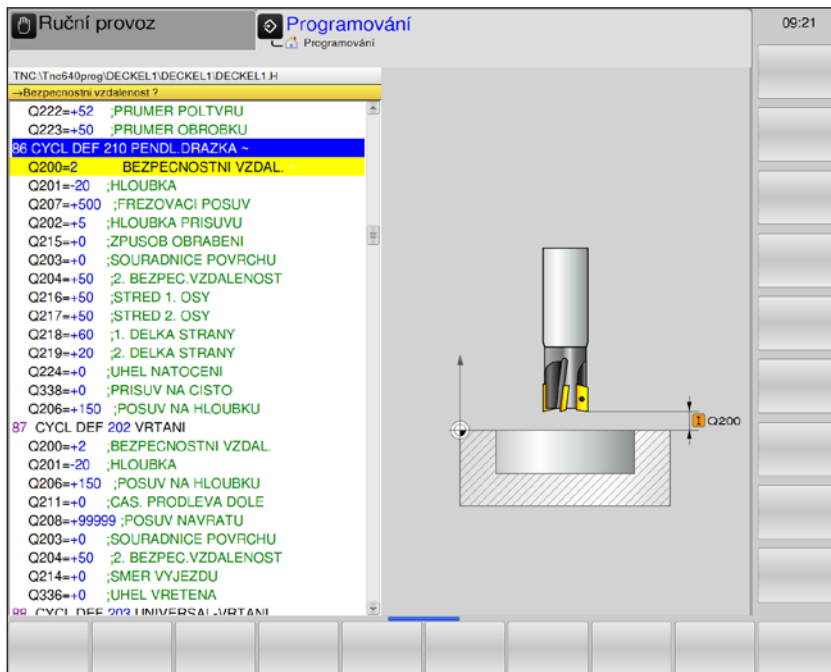 Ruční provoz
Programování
Programování
09:21
TNC:\Tnc640prog\DECKEL1\DECKEL1\DECKEL1.H
→Bezpecnostni vzdalenost ?
Q222=+52 ;PRUMER POLTVRU
Q223=+50 ;PRUMER OBROBKU
86 CYCL DEF 210 PENDL.DRAZKA ~
Q200=2 BEZPECNOSTNI VZDAL. ~
Q201=-20 ;HLOUBKA
Q207=+500 ;FREZOVACI POSUV
Q202=+5 ;HLOUBKA PRISUVU
Q215=+0 ;ZPUSOB OBRABENI
Q203=+0 ;SOURADNICE POVRCHU
Q204=+50 ;2. BEZPEC.VZDALENOST
Q216=+50 ;STRED 1. OSY
Q217=+50 ;STRED 2. OSY
Q218=+60 ;1. DELKA STRANY
Q219=+20 ;2. DELKA STRANY
Q224=+0 ;UHEL NATOCENI
Q338=+0 ;PRISUV NA CISTO
Q206=+150 ;POSUV NA HLOUBKU
87 CYCL DEF 202 VRTANI
Q200=+2 ;BEZPECNOSTNI VZDAL.
Q201=-20 ;HLOUBKA
Q206=+150 ;POSUV NA HLOUBKU
Q211=+0 ;CAS. PRODLEVA DOLE
Q208=+99999 ;POSUV NAVRATU
Q203=+0 ;SOURADNICE POVRCHU
Q204=+50 ;2. BEZPEC.VZDALENOST
Q214=+0 ;SMER VYJEZDU
Q336=+0 ;UHEL VRETENA
88 CYCL DEF 203 UNIVERSAL-VRTANI
Q200